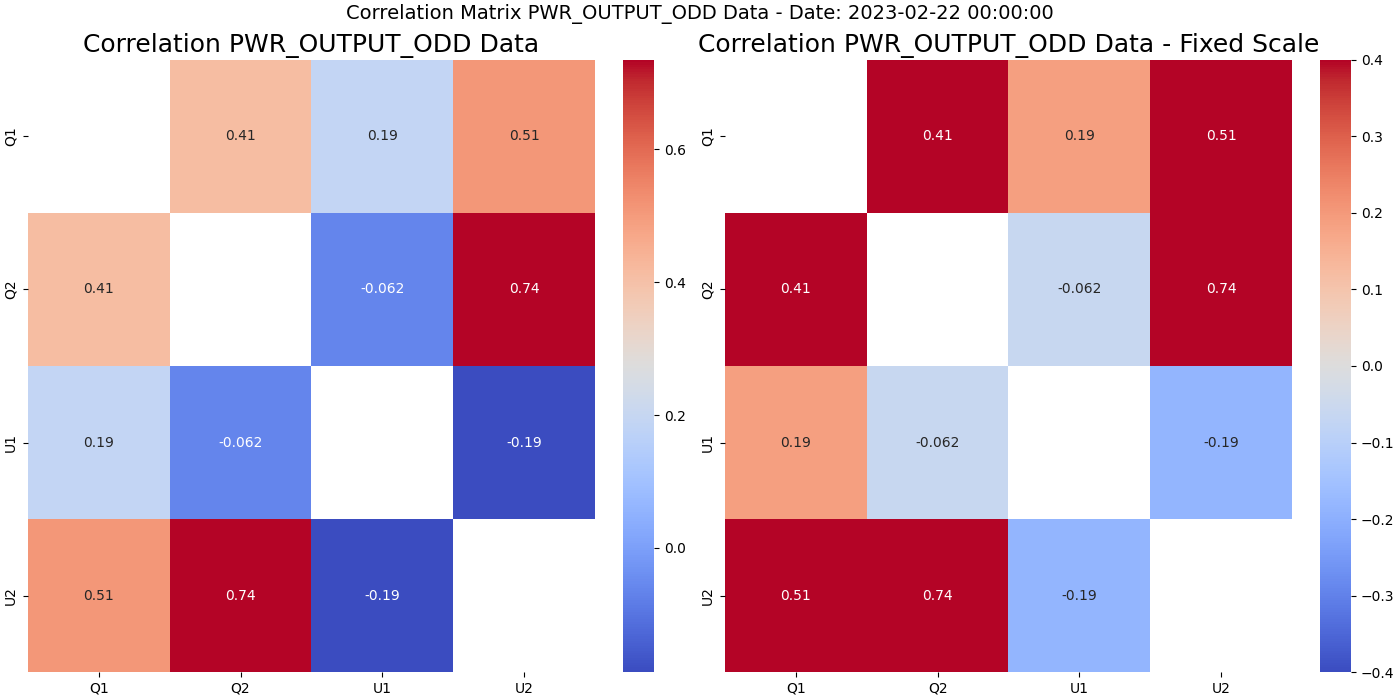 Correlation Matrix PWR_OUTPUT_ODD Data - Date: 2023-02-22 00:00:00
Correlation PWR_OUTPUT_ODD Data
Q1
0.41
0.19
0.51
Q2
0.41
-0.062
0.74
U1
0.19
-0.062
-0.19
U2
0.51
0.74
-0.19
Q1
Q2
U1
U2
0.6
0.4
0.2
0.0
Correlation PWR_OUTPUT_ODD Data - Fixed Scale
Q1
0.41
0.19
0.51
Q2
0.41
-0.062
0.74
U1
0.19
-0.062
-0.19
U2
0.51
0.74
-0.19
Q1
Q2
U1
U2
0.4
0.3
0.2
0.1
0.0
−0.1
−0.2
−0.3
−0.4